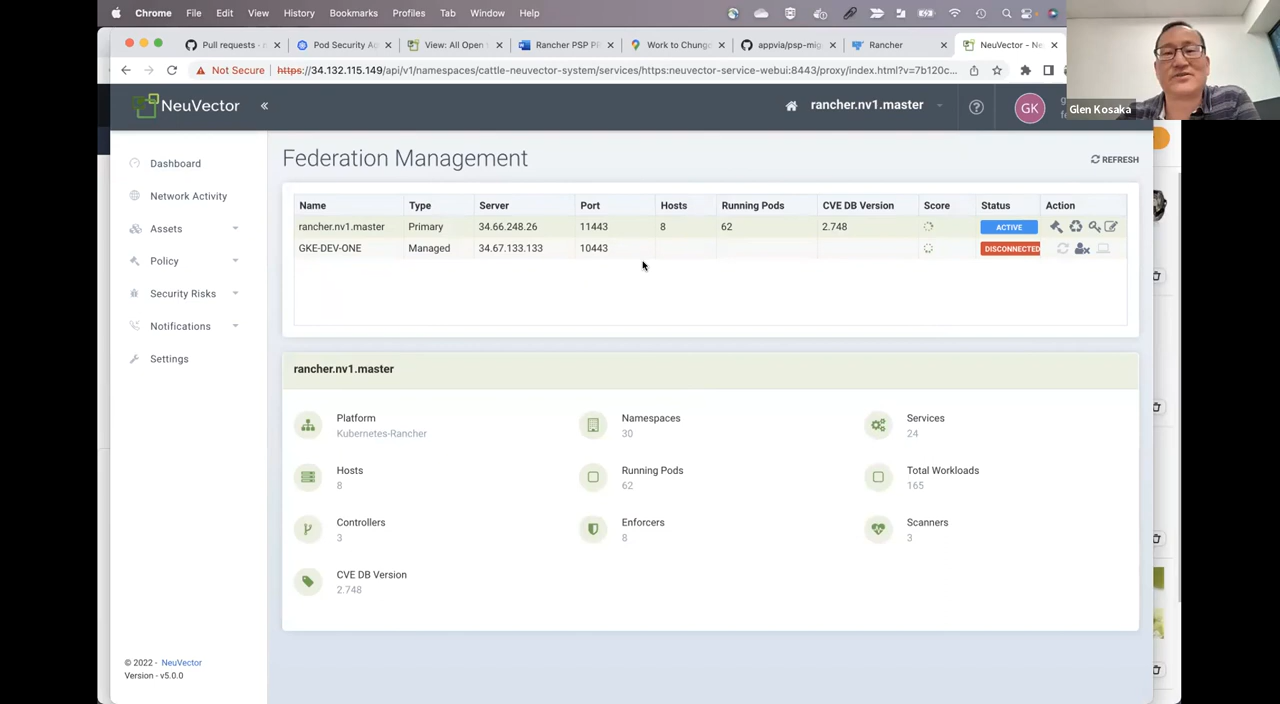 Chrome File Edit View History Bookmarks Profiles Tab Window Help
Pull requests - Pod Security Ad View: All Open Word Rancher PSP PR Work to Chung appvia/psp-mig Rancher NeuVector - Ne
Not Secure https://34.132.115.149/api/v1/namespaces/cattle-neuvector-system/services/https:neuvector-service-webui:8443/proxy/index.html?v=7b120c...
Glen Kosaka
NeuVector « rancher.nv1.master GK
Dashboard
Network Activity
Assets
Policy
Security Risks
Notifications
Settings
© 2022 - NeuVector
Version - v5.0.0
Federation Management REFRESH
Name Type Server Port Hosts Running Pods CVE DB Version Score Status Action
rancher.nv1.master Primary 34.66.248.26 11443 8 62 2.748 ACTIVE
GKE-DEV-ONE Managed 34.67.133.133 10443 DISCONNECTED
rancher.nv1.master
Platform Namespaces Services
Kubernetes-Rancher 30 24
Hosts Running Pods Total Workloads
8 62 165
Controllers Enforcers Scanners
3 8 3
CVE DB Version
2.748